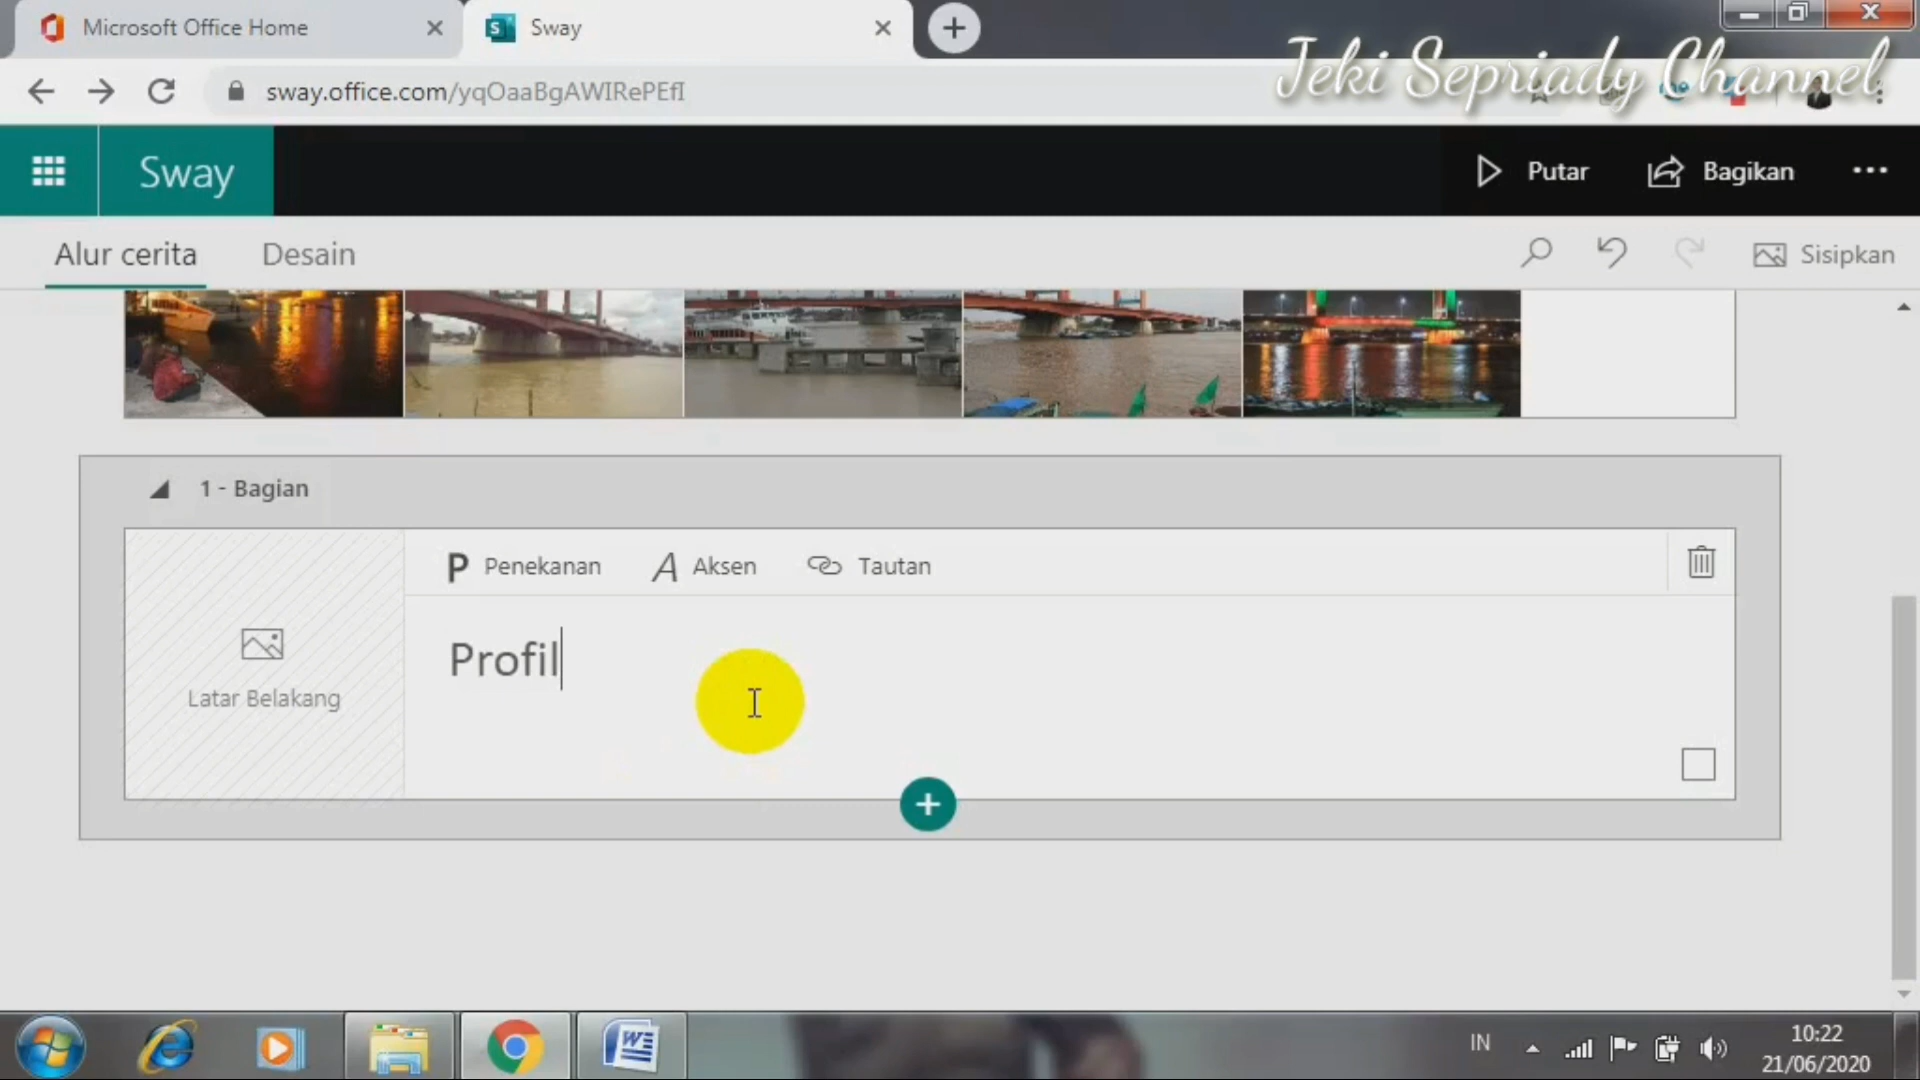 Microsoft Office Home
Sway
Jeki Sepriady Channel
sway.office.com/yqOaaBgAWIRePEfI
Sway
Putar
Bagikan
Alur cerita
Desain
Sisipkan
1 - Bagian
P Penekanan
A Aksen
Tautan
Latar Belakang
Profil
IN
10:22
21/06/2020